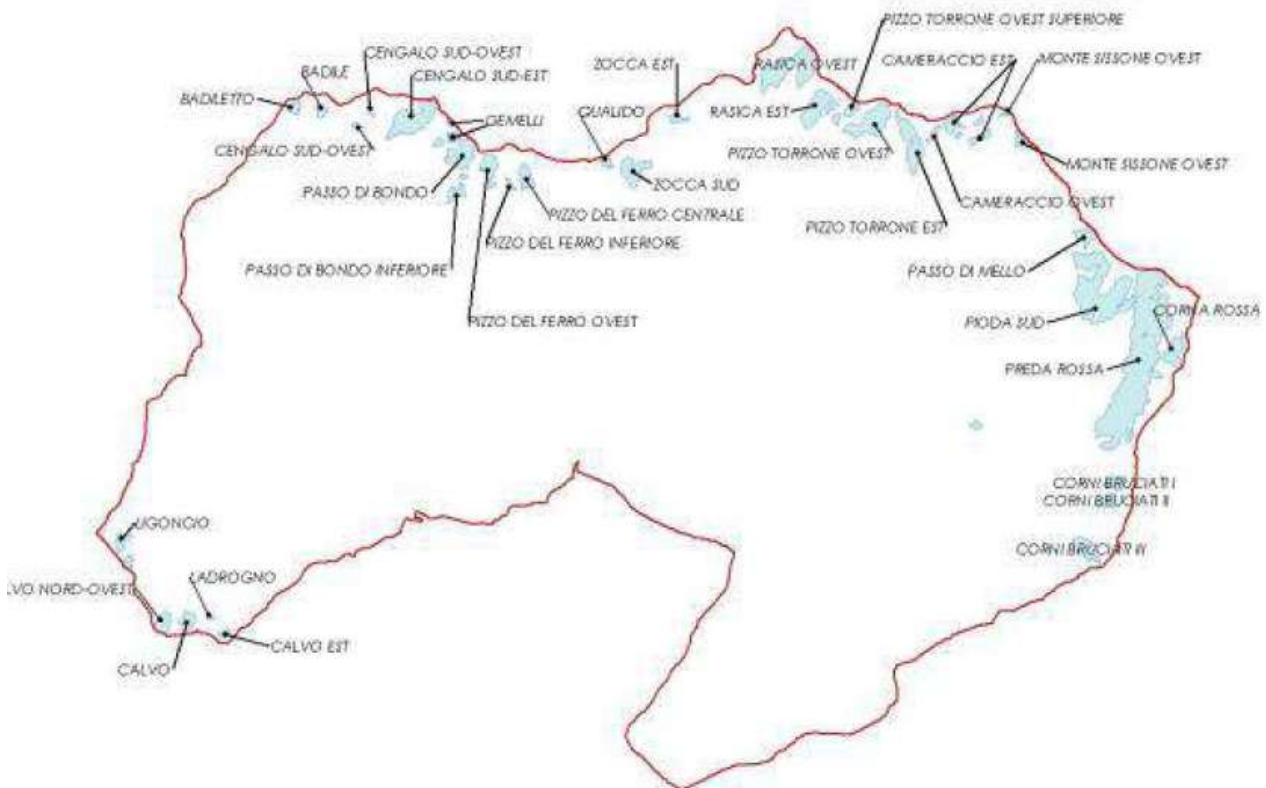 PIZZO TORRONE OVEST SUPERIORE
CENGALO SUD-OVEST
ZOCCA EST
RASICA OVEST
CAMERACCIO EST
MONTE SISSONE OVEST
BADILE
CENGALO SUD-EST
BADILETTO
QUALIDO
RASICA EST
GEMELLI
CENGALO SUD-OVEST
PIZZO TORRONE OVEST
MONTE SISSONE OVEST
PASSO DI BONDO
ZOCCA SUD
CAMERACCIO OVEST
PIZZO DEL FERRO CENTRALE
PIZZO TORRONE EST
PIZZO DEL FERRO INFERIORE
PASSO DI BONDO INFERIORE
PASSO DI MELLO
PIZZO DEL FERRO OVEST
PIODA SUD
CORNA ROSSA
PREDA ROSSA
CORNI BRUCIATI I
CORNI BRUCIATI II
LIGONCIO
CORNI BRUCIATI III
LADROGNO
LVO NORD-OVEST
CALVO EST
CALVO